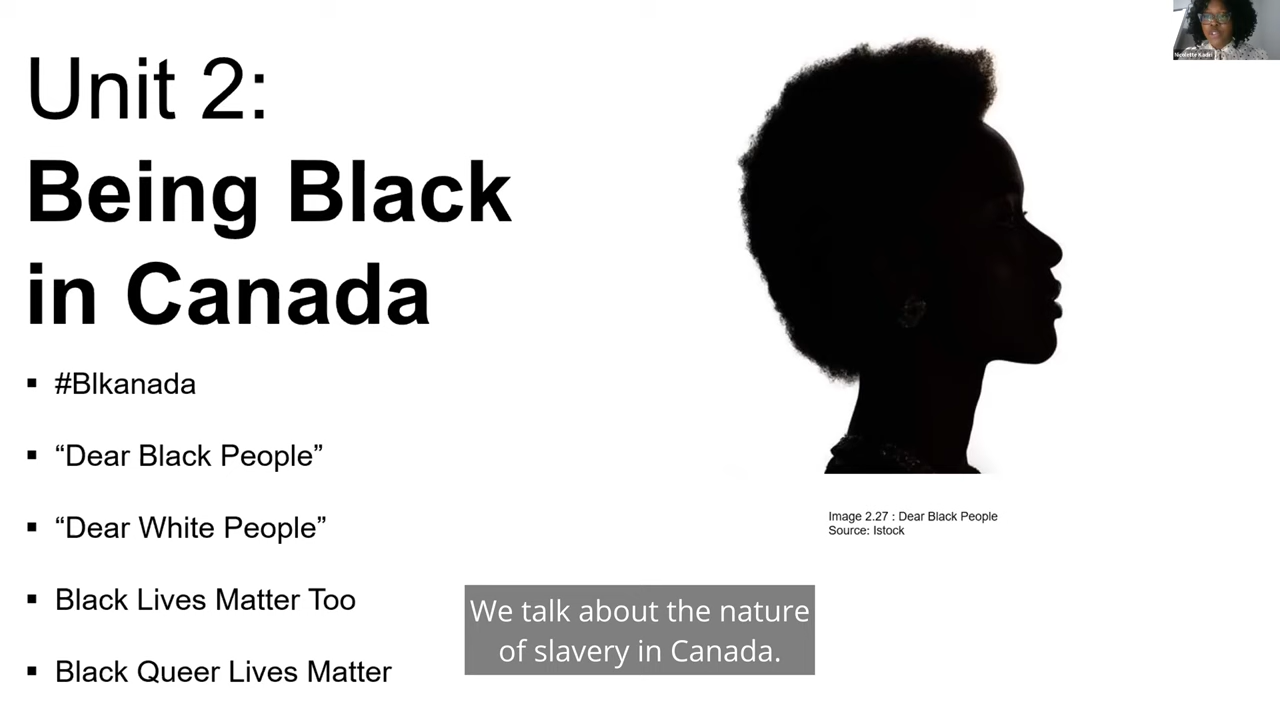 Unit 2:
Being Black
in Canada
▪ #Blkanada
▪ “Dear Black People”
▪ “Dear White People”
▪ Black Lives Matter Too
▪ Black Queer Lives Matter
Image 2.27 : Dear Black People
Source: Istock
We talk about the nature
of slavery in Canada.
Nicolette